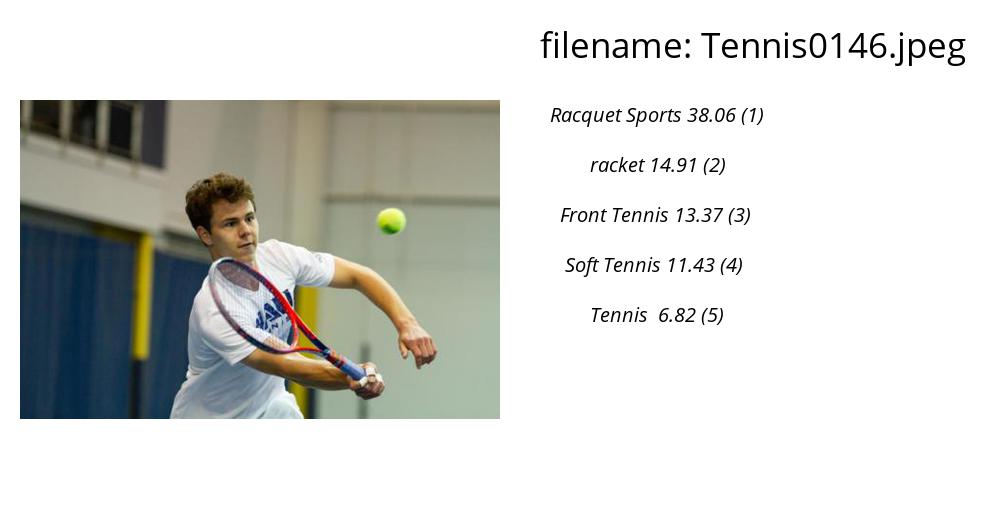 filename: Tennis0146.jpeg
Racquet Sports 38.06 (1)
racket 14.91 (2)
Front Tennis 13.37 (3)
Soft Tennis 11.43 (4)
Tennis 6.82 (5)